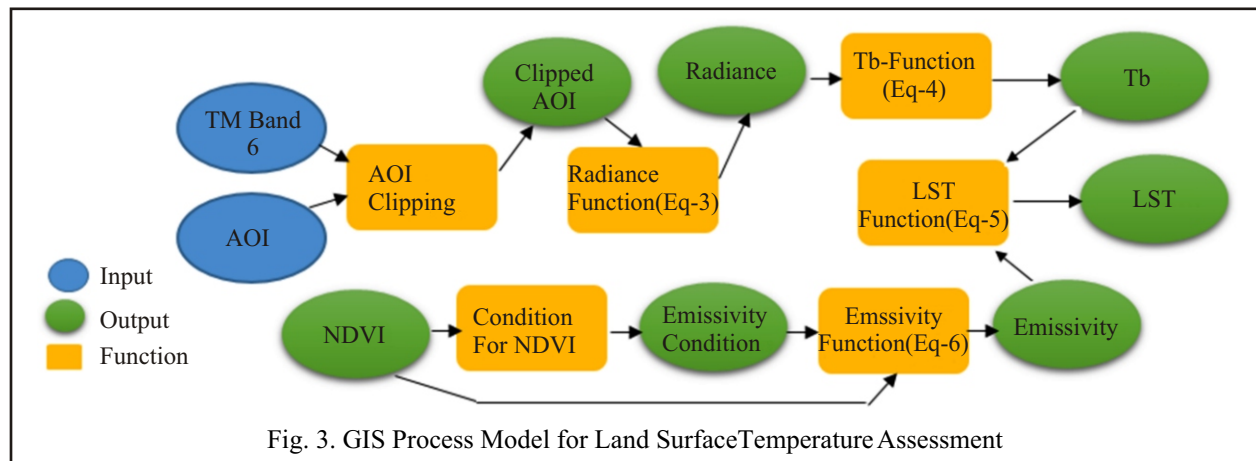 TM Band
6
AOI
AOI
Clipping
Clipped
AOI
Radiance
Function(Eq-3)
Radiance
Tb-Function
(Eq-4)
Tb
LST
Function(Eq-5)
LST
Input
Output
Function
NDVI
Condition
For NDVI
Emissivity
Condition
Emssivity
Function(Eq-6)
Emissivity
Fig. 3. GIS Process Model for Land SurfaceTemperature Assessment